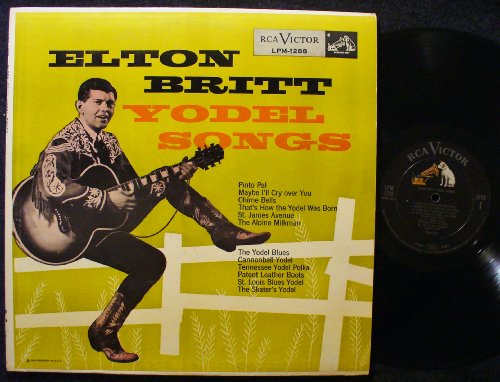 RCA VICTOR
LPM-1288
ELTON
BRITT
YODEL
SONGS
Pinto Pal
Maybe I'll Cry over You
Chime Bells
That's How the Yodel Was Born
St. James Avenue
The Alpine Milkman
The Yodel Blues
Cannonball Yodel
Tennessee Yodel Polka
Patent Leather Boots
St. Louis Blues Yodel
The Skater's Yodel
RCA VICTOR